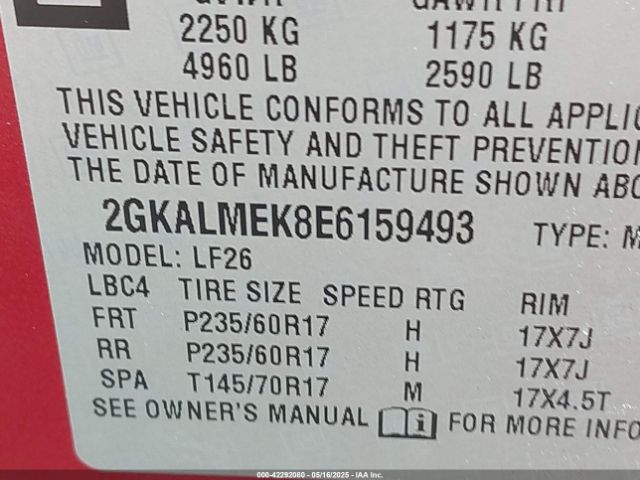 2250 KG 1175 KG
4960 LB 2590 LB
THIS VEHICLE CONFORMS TO ALL APPLIC
VEHICLE SAFETY AND THEFT PREVENTION
THE DATE OF MANUFACTURE SHOWN ABO
2GKALMEK8E6159493 TYPE: M
MODEL: LF26
LBC4 TIRE SIZE SPEED RTG RIM
FRT P235/60R17 H 17X7J
RR P235/60R17 H 17X7J
SPA T145/70R17 M 17X4.5T
SEE OWNER'S MANUAL i FOR MORE INFO
000-42292080 - 05/16/2025 - IAA Inc.